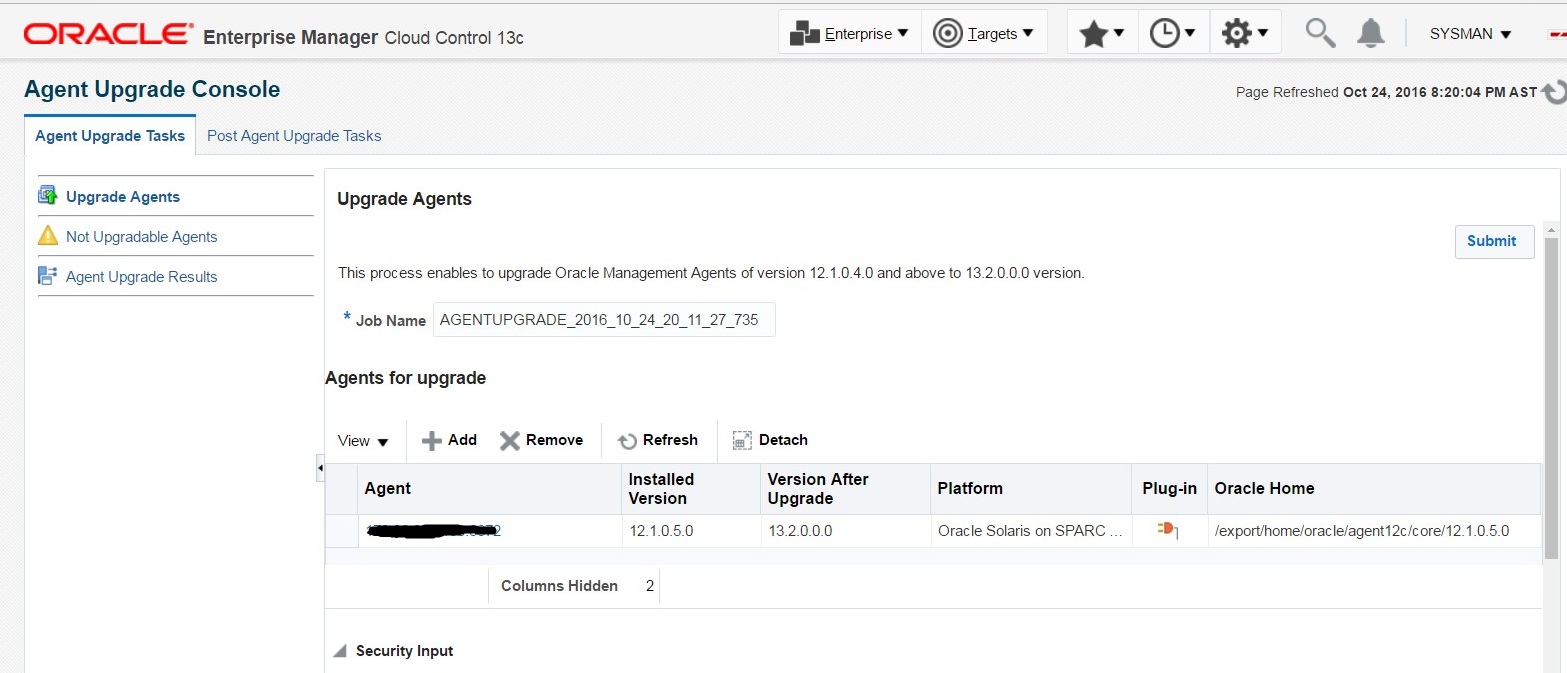 ORACLE® Enterprise Manager Cloud Control 13c
Enterprise
Targets
SYSMAN
Agent Upgrade Console
Page Refreshed Oct 24, 2016 8:20:04 PM AST
Agent Upgrade Tasks
Post Agent Upgrade Tasks
Upgrade Agents
Not Upgradable Agents
Agent Upgrade Results
Upgrade Agents
Submit
This process enables to upgrade Oracle Management Agents of version 12.1.0.4.0 and above to 13.2.0.0.0 version.
* Job Name AGENTUPGRADE_2016_10_24_20_11_27_735
Agents for upgrade
View Add Remove Refresh Detach
Agent Installed Version Version After Upgrade Platform Plug-in Oracle Home
12.1.0.5.0 13.2.0.0.0 Oracle Solaris on SPARC ... /export/home/oracle/agent12c/core/12.1.0.5.0
Columns Hidden 2
Security Input